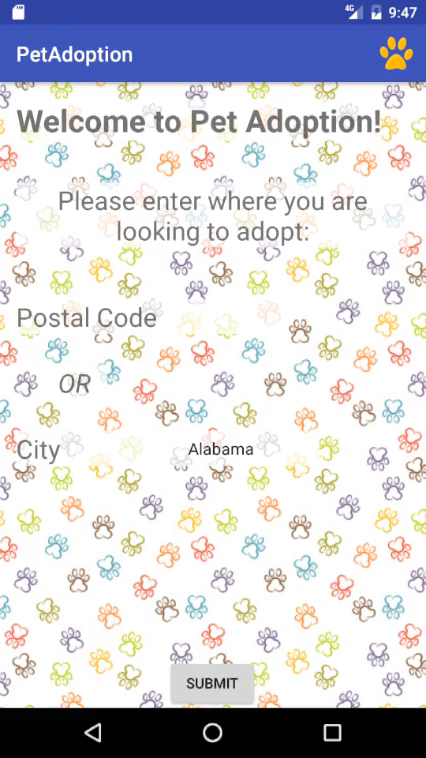 4G 9:47
PetAdoption
Welcome to Pet Adoption!
Please enter where you are
looking to adopt:
Postal Code
OR
City Alabama
SUBMIT